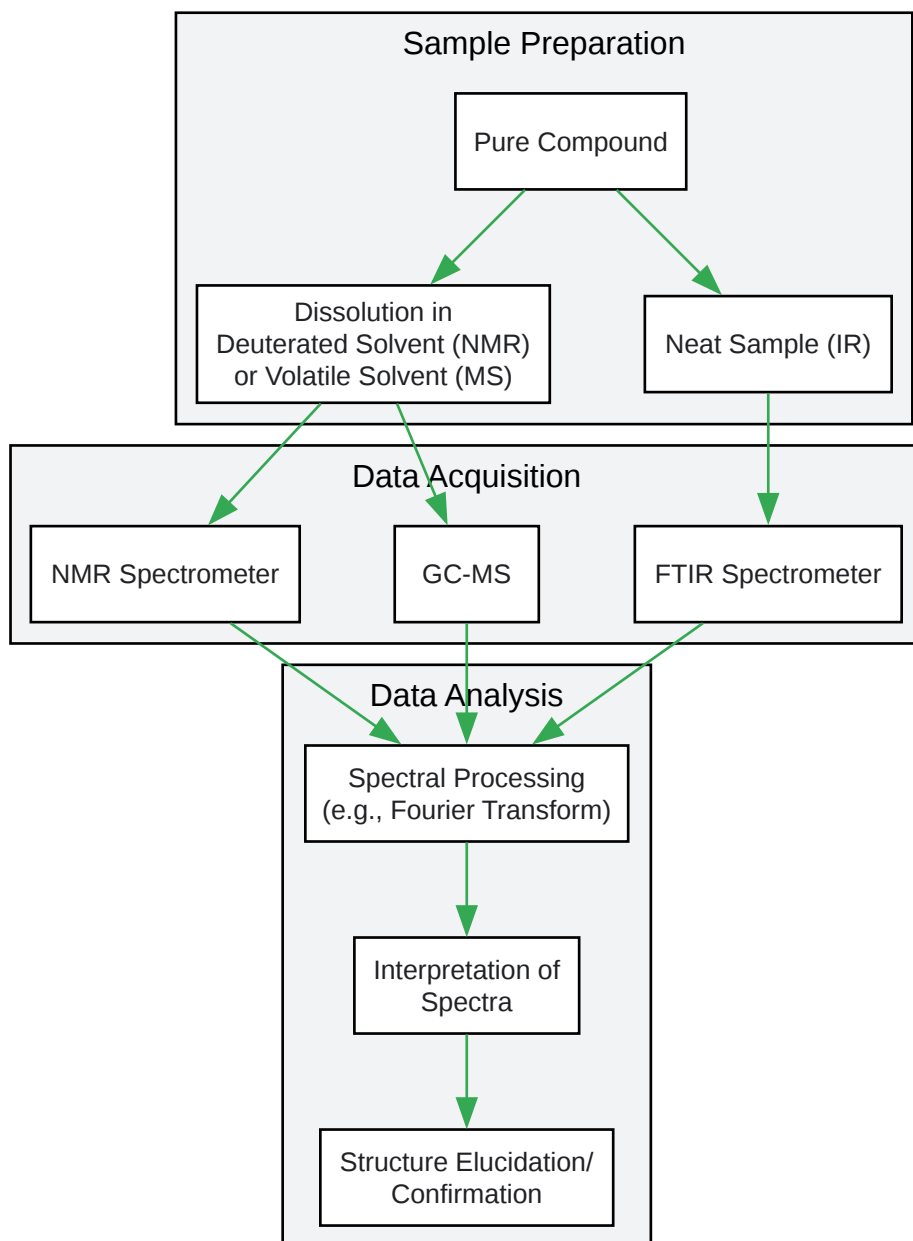 Sample Preparation
Pure Compound
Dissolution in
Deuterated Solvent (NMR)
or Volatile Solvent (MS)
Neat Sample (IR)
Data Acquisition
NMR Spectrometer
GC-MS
FTIR Spectrometer
Data Analysis
Spectral Processing
(e.g., Fourier Transform)
Interpretation of
Spectra
Structure Elucidation/
Confirmation